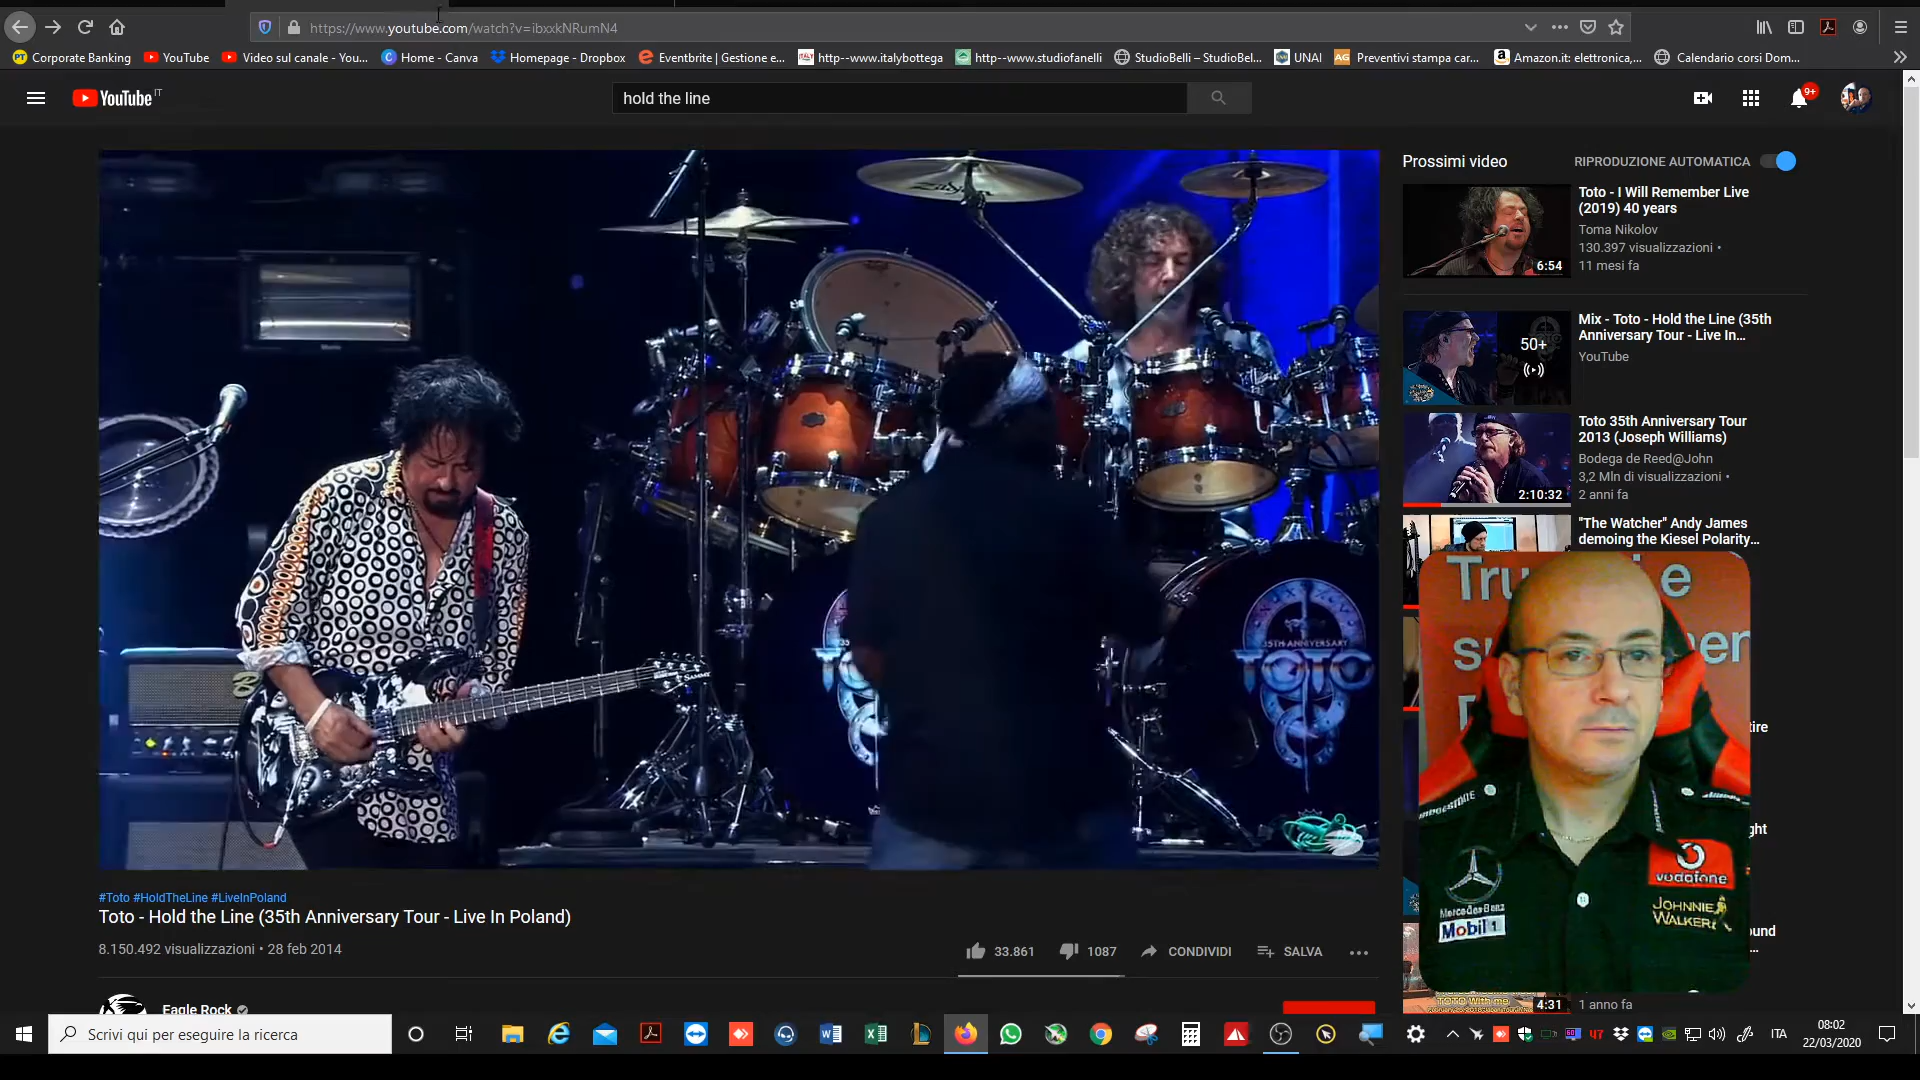 https://www.youtube.com/watch?v=ibxxkNRumN4
Corporate Banking
YouTube
Video sul canale - You...
Home - Canva
Homepage - Dropbox
Eventbrite | Gestione e...
http--www.italybottega
http--www.studiofanelli
StudioBelli – StudioBel...
UNAI
AG
Preventivi stampa car...
Amazon.it: elettronica,...
Calendario corsi Dom...
YouTube IT
hold the line
9+
Prossimi video
RIPRODUZIONE AUTOMATICA
Toto - I Will Remember Live
(2019) 40 years
Toma Nikolov
130.397 visualizzazioni •
11 mesi fa
6:54
Mix - Toto - Hold the Line (35th
Anniversary Tour - Live In...
YouTube
50+
Toto 35th Anniversary Tour
2013 (Joseph Williams)
Bodega de Reed@John
3,2 Mln di visualizzazioni •
2 anni fa
2:10:32
"The Watcher" Andy James
demoing the Kiesel Polarity...
35TH ANNIVERSARY
TOTO
vodafone
JOHNNIE
WALKER
Mercedes-Benz
Mobil 1
4:31
1 anno fa
#Toto #HoldTheLine #LiveInPoland
Toto - Hold the Line (35th Anniversary Tour - Live In Poland)
8.150.492 visualizzazioni • 28 feb 2014
33.861
1087
CONDIVIDI
SALVA
Eagle Rock
Scrivi qui per eseguire la ricerca
ITA
08:02
22/03/2020